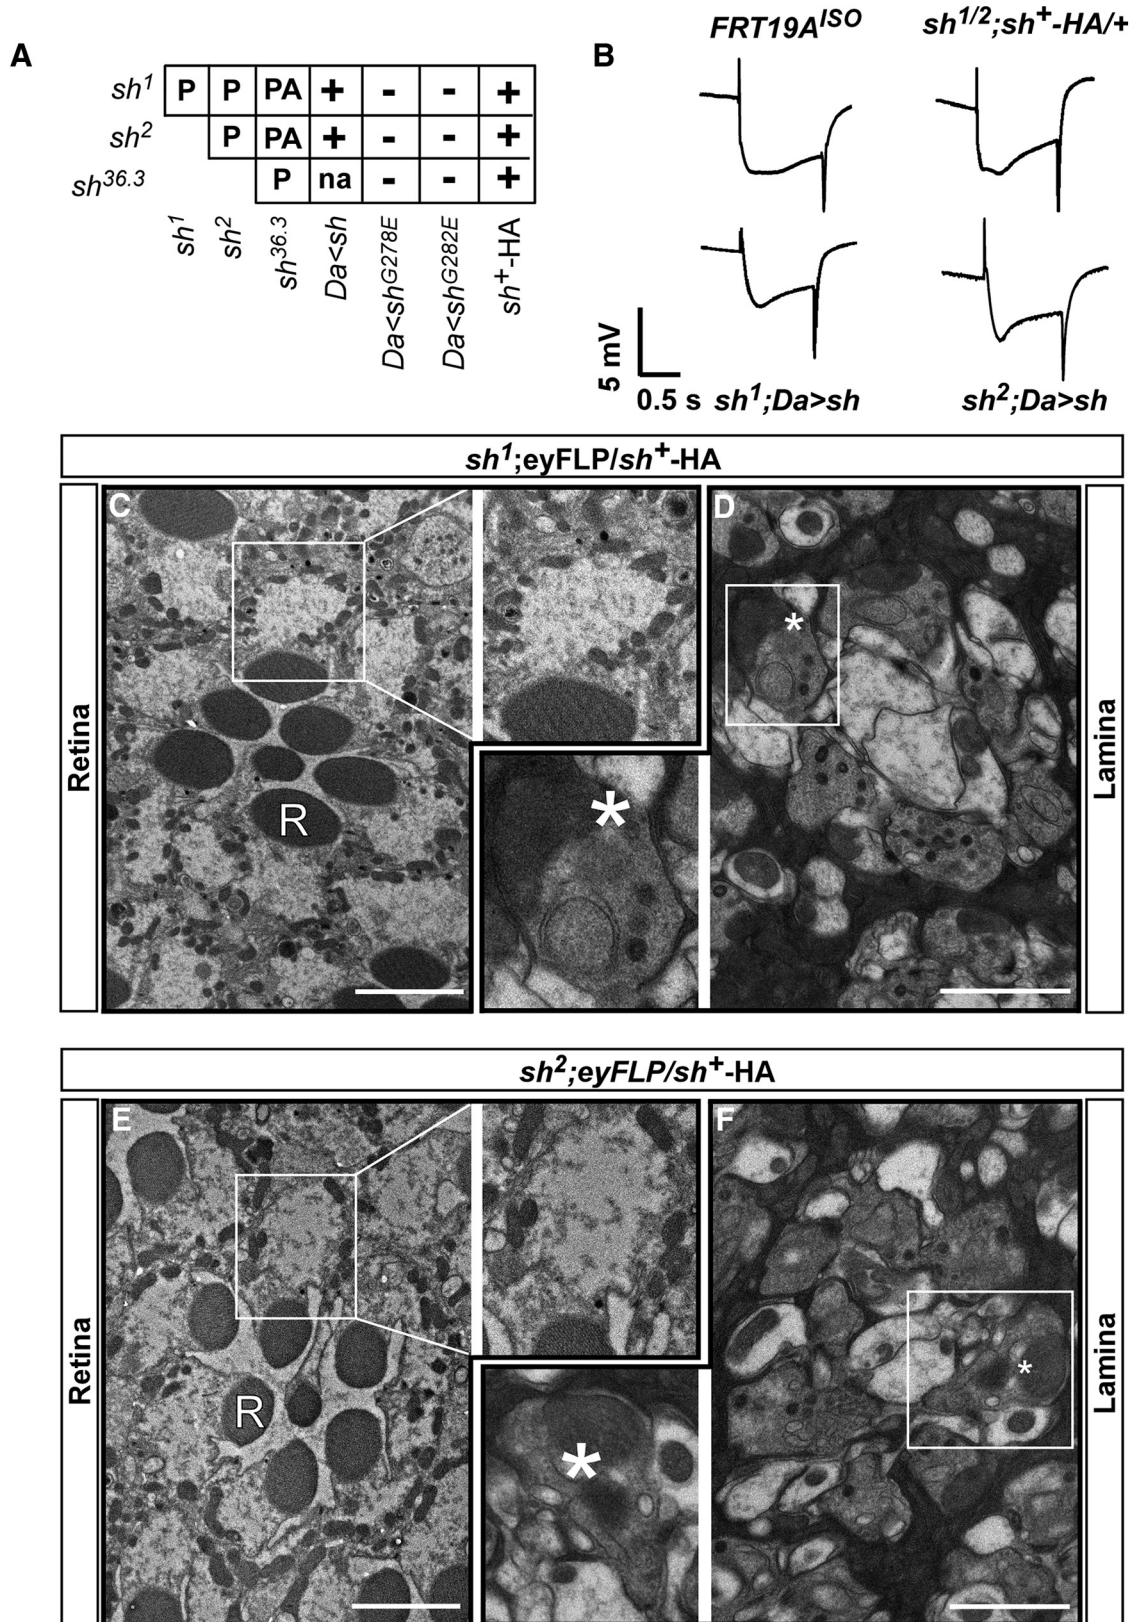 A
sh1 P P PA + - - +
sh2 P PA + - - +
sh36.3 P na - - +
sh1 sh2 sh36.3 Da<sh Da<shG278E Da<shG282E sh+-HA
B
FRT19AISO sh1/2;sh+-HA/+
5 mV
0.5 s sh1;Da>sh sh2;Da>sh
sh1;eyFLP/sh+-HA
Retina
C
R
*
*
D
Lamina
sh2;eyFLP/sh+-HA
Retina
E
R
*
*
F
Lamina